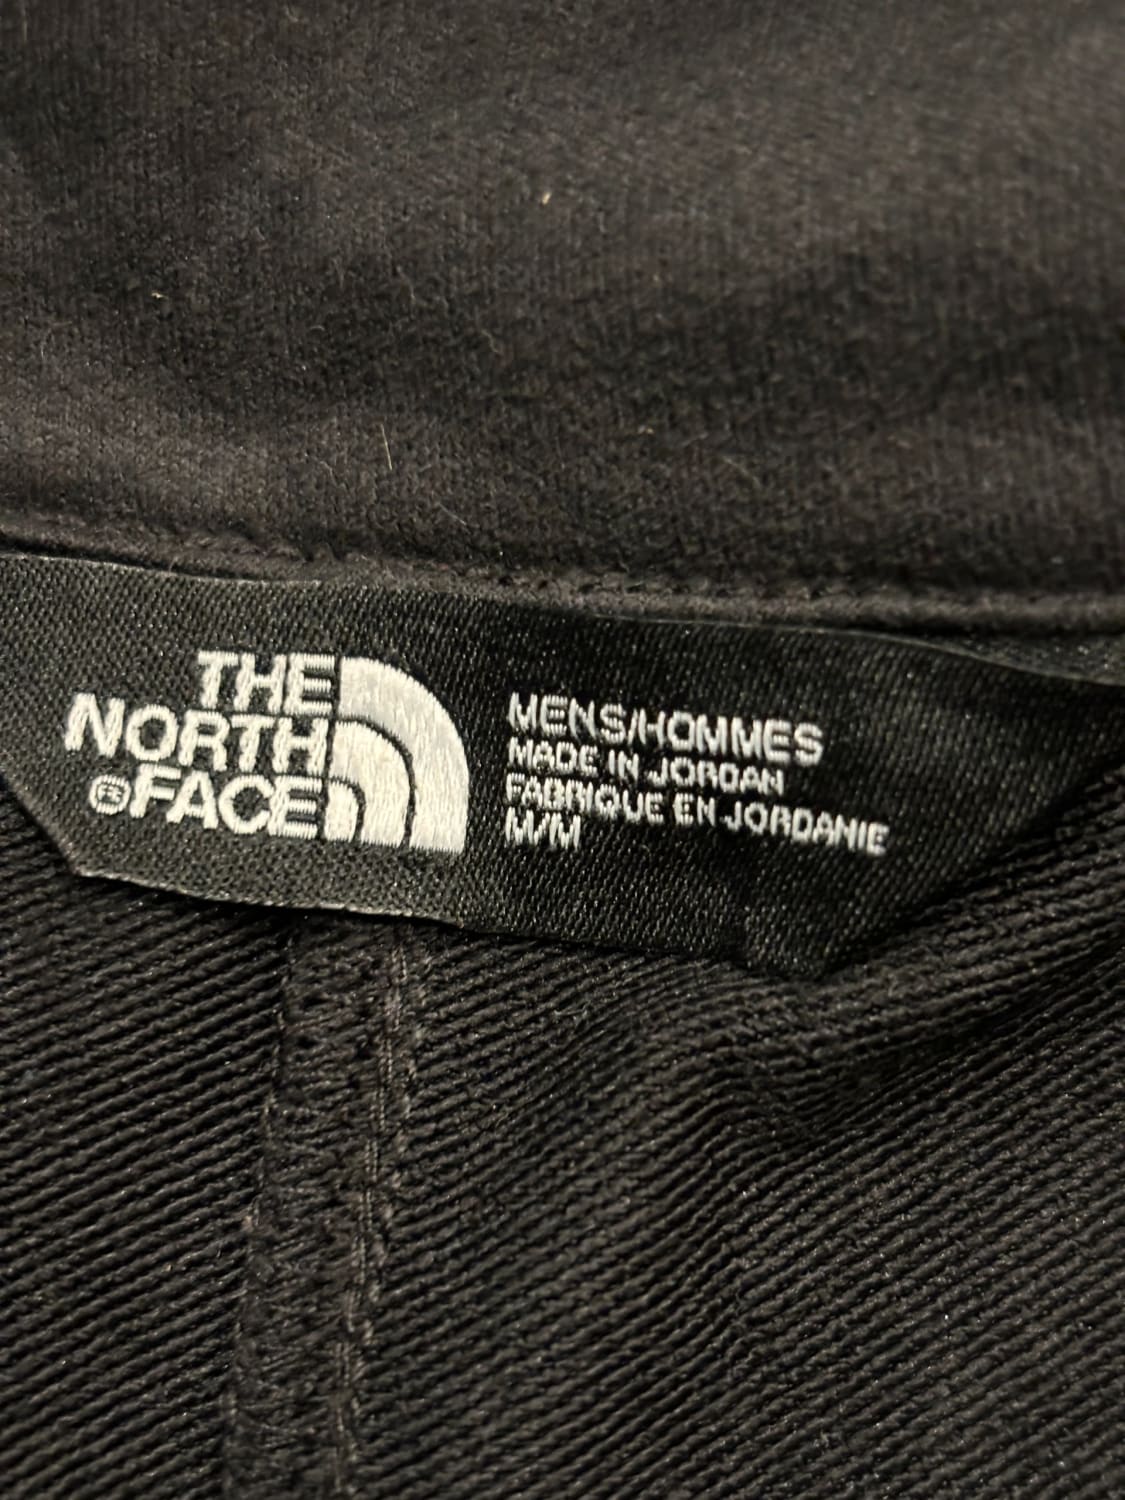 THE
NORTH
®FACE
MENS/HOMMES
MADE IN JORDAN
FABRIQUE EN JORDANIE
M/M